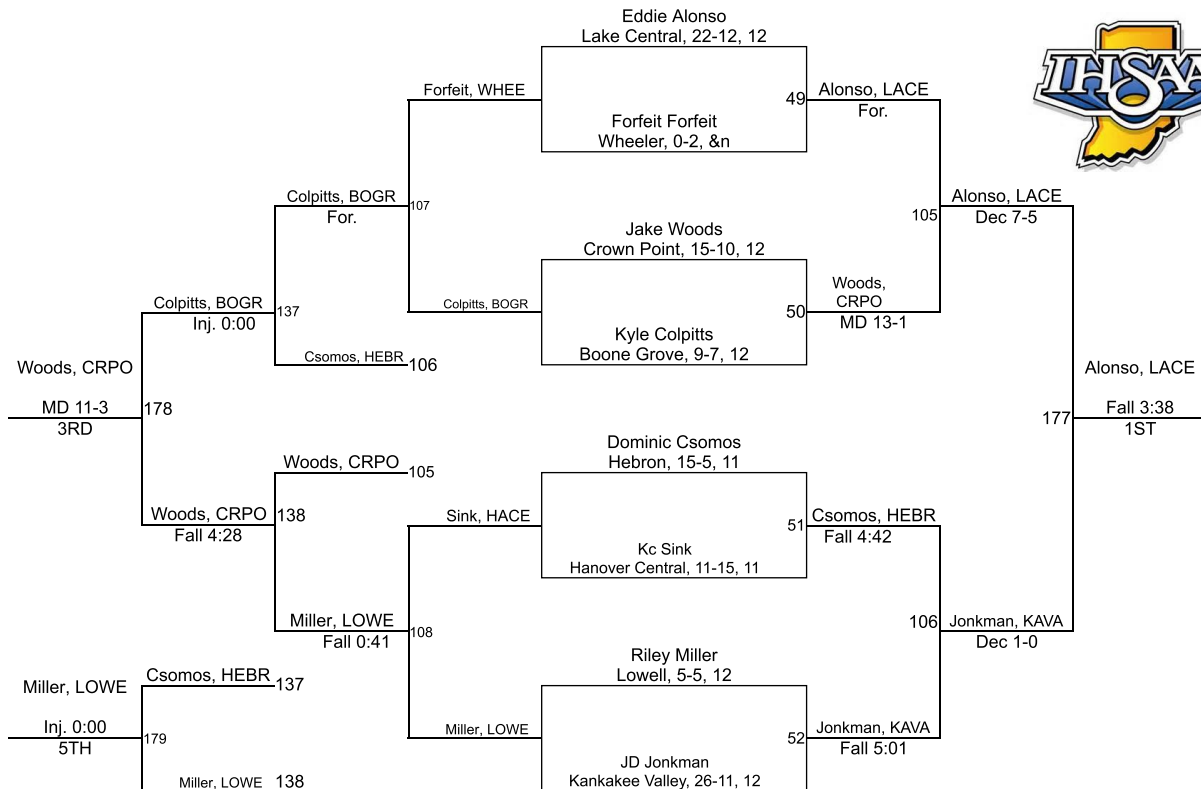 Eddie Alonso
Lake Central, 22-12, 12
Forfeit, WHEE
49
Alonso, LACE
For.
Forfeit Forfeit
Wheeler, 0-2, &n
IHSAA
Colpitts, BOGR
For.
107
105
Alonso, LACE
Dec 7-5
Jake Woods
Crown Point, 15-10, 12
Colpitts, BOGR
Inj. 0:00
137
Colpitts, BOGR
50
Woods,
CRPO
MD 13-1
Kyle Colpitts
Boone Grove, 9-7, 12
Csomos, HEBR
106
Woods, CRPO
MD 11-3
3RD
178
Alonso, LACE
177
Fall 3:38
1ST
Dominic Csomos
Hebron, 15-5, 11
Woods, CRPO
105
Woods, CRPO
Fall 4:28
138
Sink, HACE
51
Csomos, HEBR
Fall 4:42
Kc Sink
Hanover Central, 11-15, 11
Miller, LOWE
Fall 0:41
108
106
Jonkman, KAVA
Dec 1-0
Riley Miller
Lowell, 5-5, 12
Csomos, HEBR
137
Miller, LOWE
Inj. 0:00
5TH
179
Miller, LOWE
52
Jonkman, KAVA
Fall 5:01
JD Jonkman
Kankakee Valley, 26-11, 12
Miller, LOWE
138